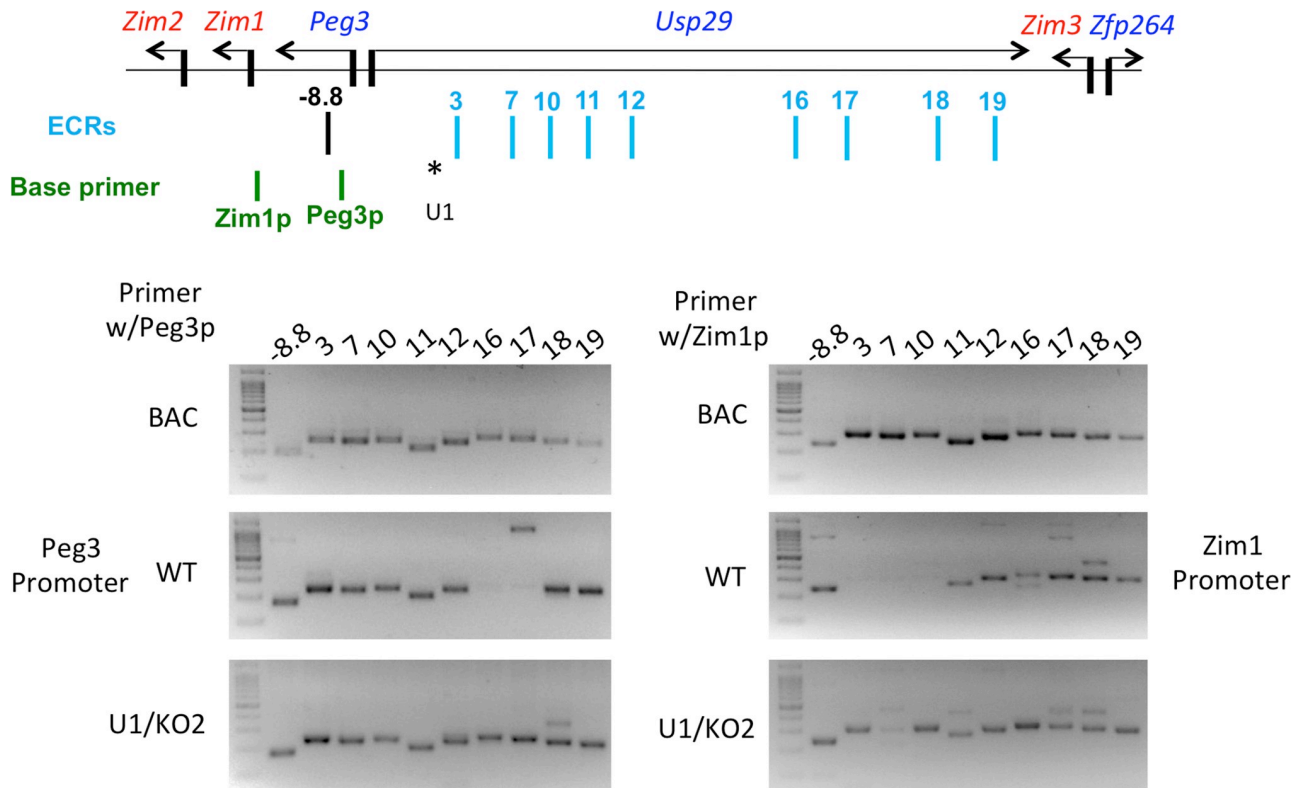 Zim2 Zim1 Peg3 Usp29 Zim3 Zfp264
-8.8 3 7 10 11 12 16 17 18 19
ECRs
*
Base primer
Zim1p Peg3p U1
Primer
w/Peg3p
-8.8 3 7 10 11 12 16 17 18 19
BAC
Peg3
Promoter
WT
U1/KO2
Primer
w/Zim1p
-8.8 3 7 10 11 12 16 17 18 19
BAC
WT
Zim1
Promoter
U1/KO2